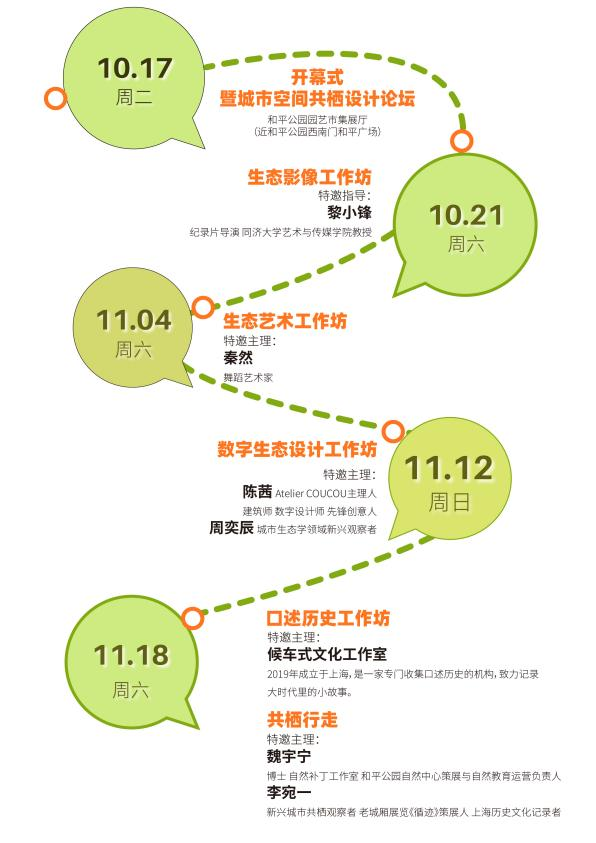 10.17
周二
开幕式
暨城市空间共栖设计论坛
和平公园园艺市集展厅
(近和平公园西南门和平广场)
生态影像工作坊
特邀指导:
黎小锋
纪录片导演 同济大学艺术与传媒学院教授
10.21
周六
11.04
周六
生态艺术工作坊
特邀主理:
秦然
舞蹈艺术家
数字生态设计工作坊
特邀主理:
陈茜 Atelier COUCOU主理人
建筑师 数字设计师 先锋创意人
周奕辰 城市生态学领域新兴观察者
11.12
周日
11.18
周六
口述历史工作坊
特邀主理:
候车式文化工作室
2019年成立于上海,是一家专门收集口述历史的机构,致力记录
大时代里的小故事。
共栖行走
特邀主理:
魏宇宁
博士 自然补丁工作室 和平公园自然中心策展与自然教育运营负责人
李宛一
新兴城市共栖观察者 老城厢展览《循迹》策展人 上海历史文化记录者